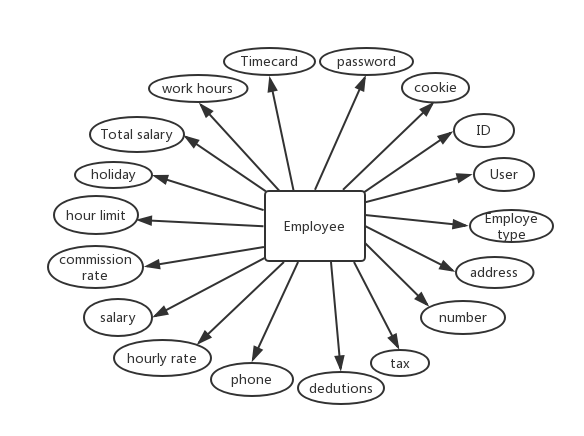 Timecard
password
work hours
cookie
Total salary
ID
holiday
User
hour limit
Employee
Employe
type
commission
rate
address
salary
number
hourly rate
tax
phone
dedutions